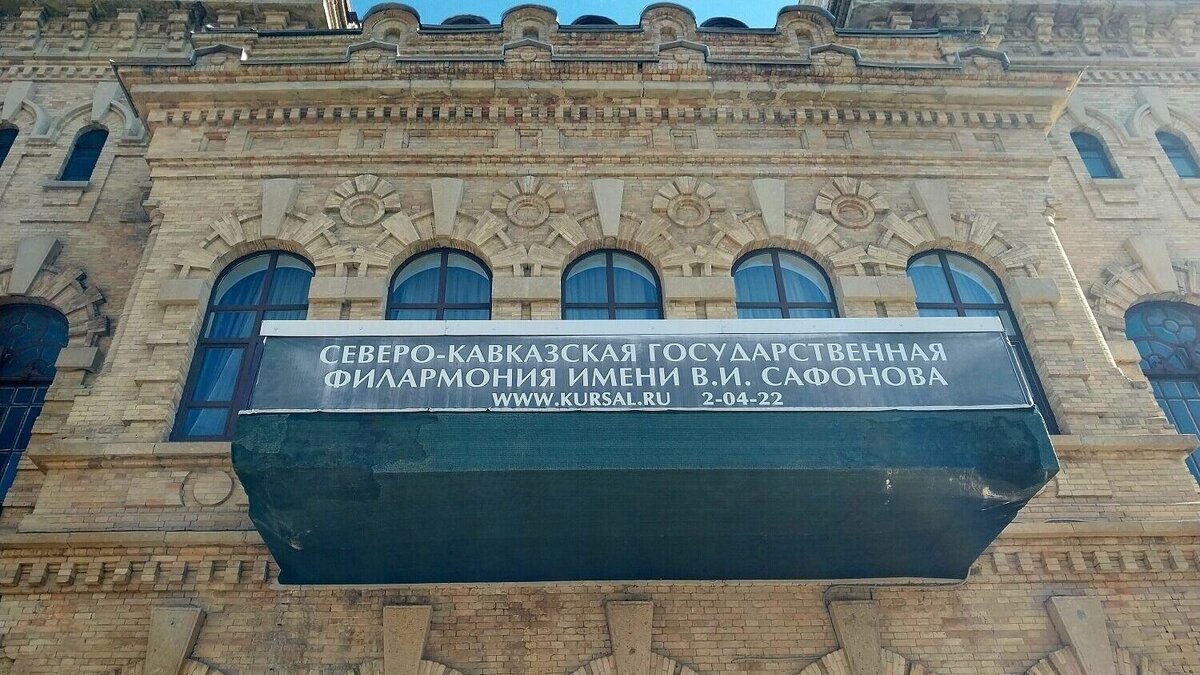 СЕВЕРО-КАВКАЗСКАЯ ГОСУДАРСТВЕННАЯ
ФИЛАРМОНИЯ ИМЕНИ В.И. САФОНОВА
WWW.KURSAL.RU 2-04-22